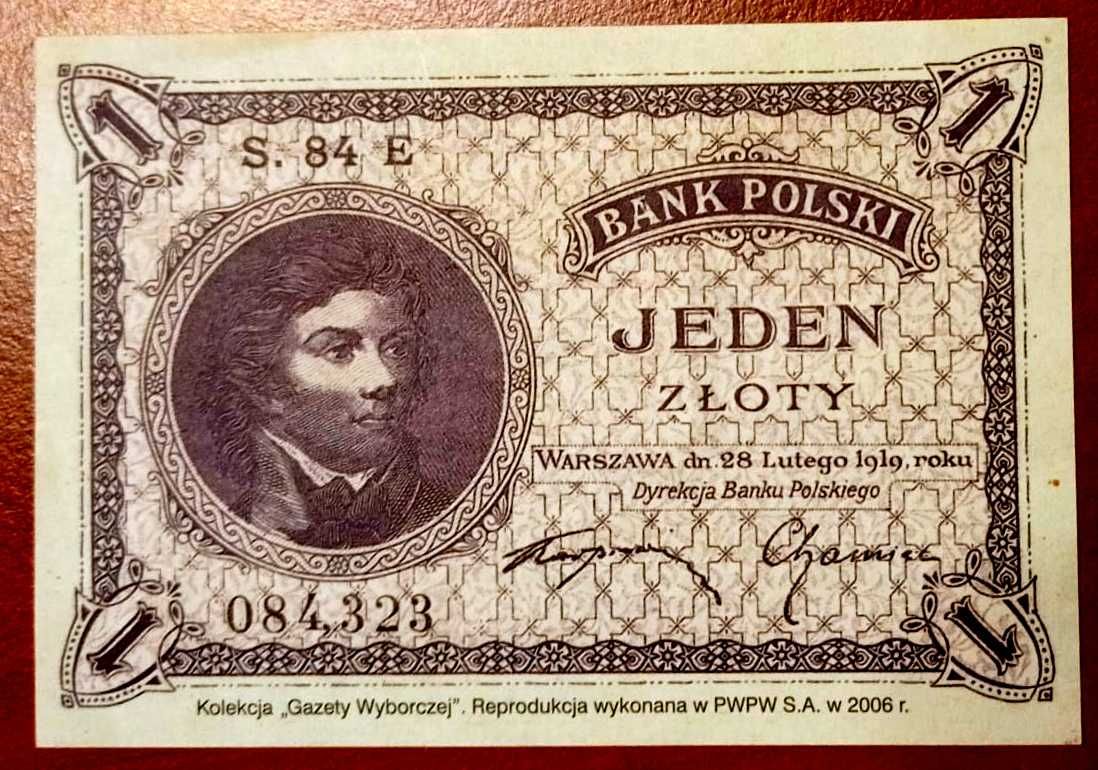 1
1
S. 84 E
BANK POLSKI
JEDEN
ZŁOTY
WARSZAWA dn. 28 Lutego 1919, roku
Dyrekcja Banku Polskiego
084,323
1
1
Kolekcja „Gazety Wyborczej”. Reprodukcja wykonana w PWPW S.A. w 2006 r.